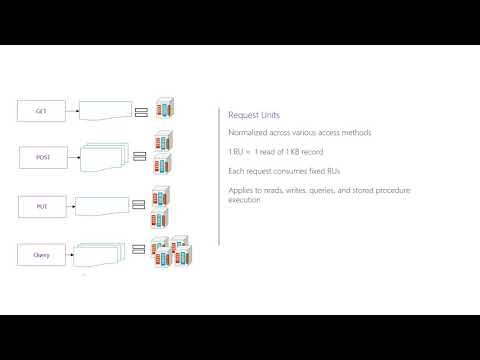 GET
POST
PUT
Query
Request Units
Normalized across various access methods
1 RU = 1 read of 1 KB record
Each request consumes fixed RUs
Applies to reads, writes, queries, and stored procedure
execution